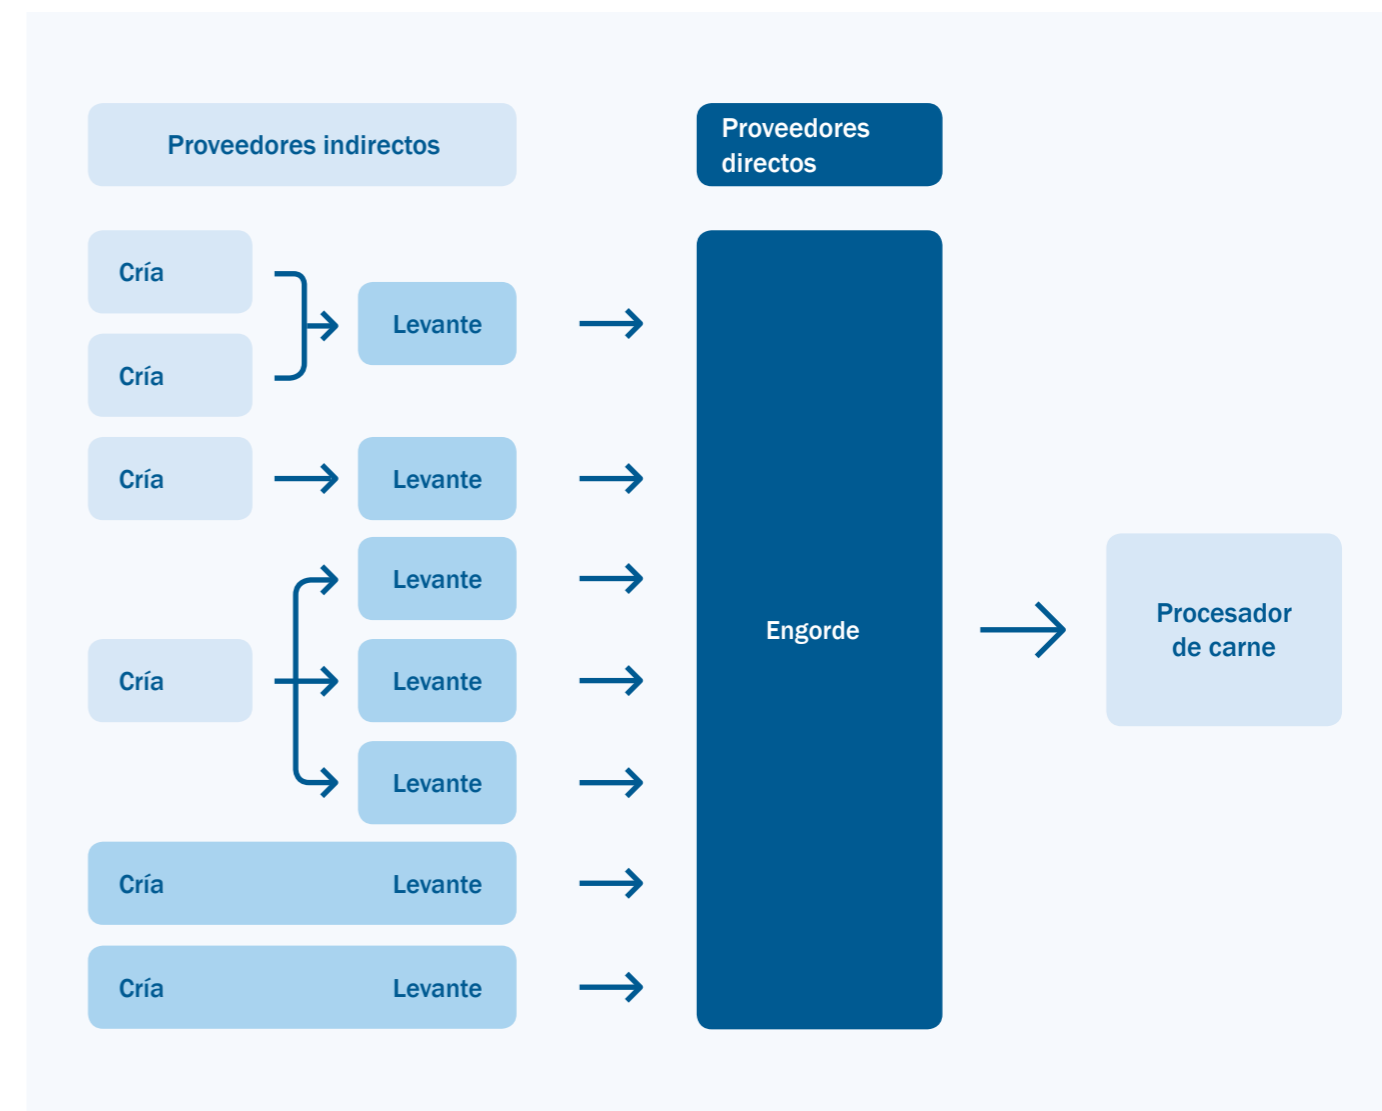 Proveedores indirectos
Proveedores
directos
Cría
Cría
Levante
Cría
Levante
Levante
Cría
Levante
Levante
Cría Levante
Cría Levante
Engorde
Procesador
de carne